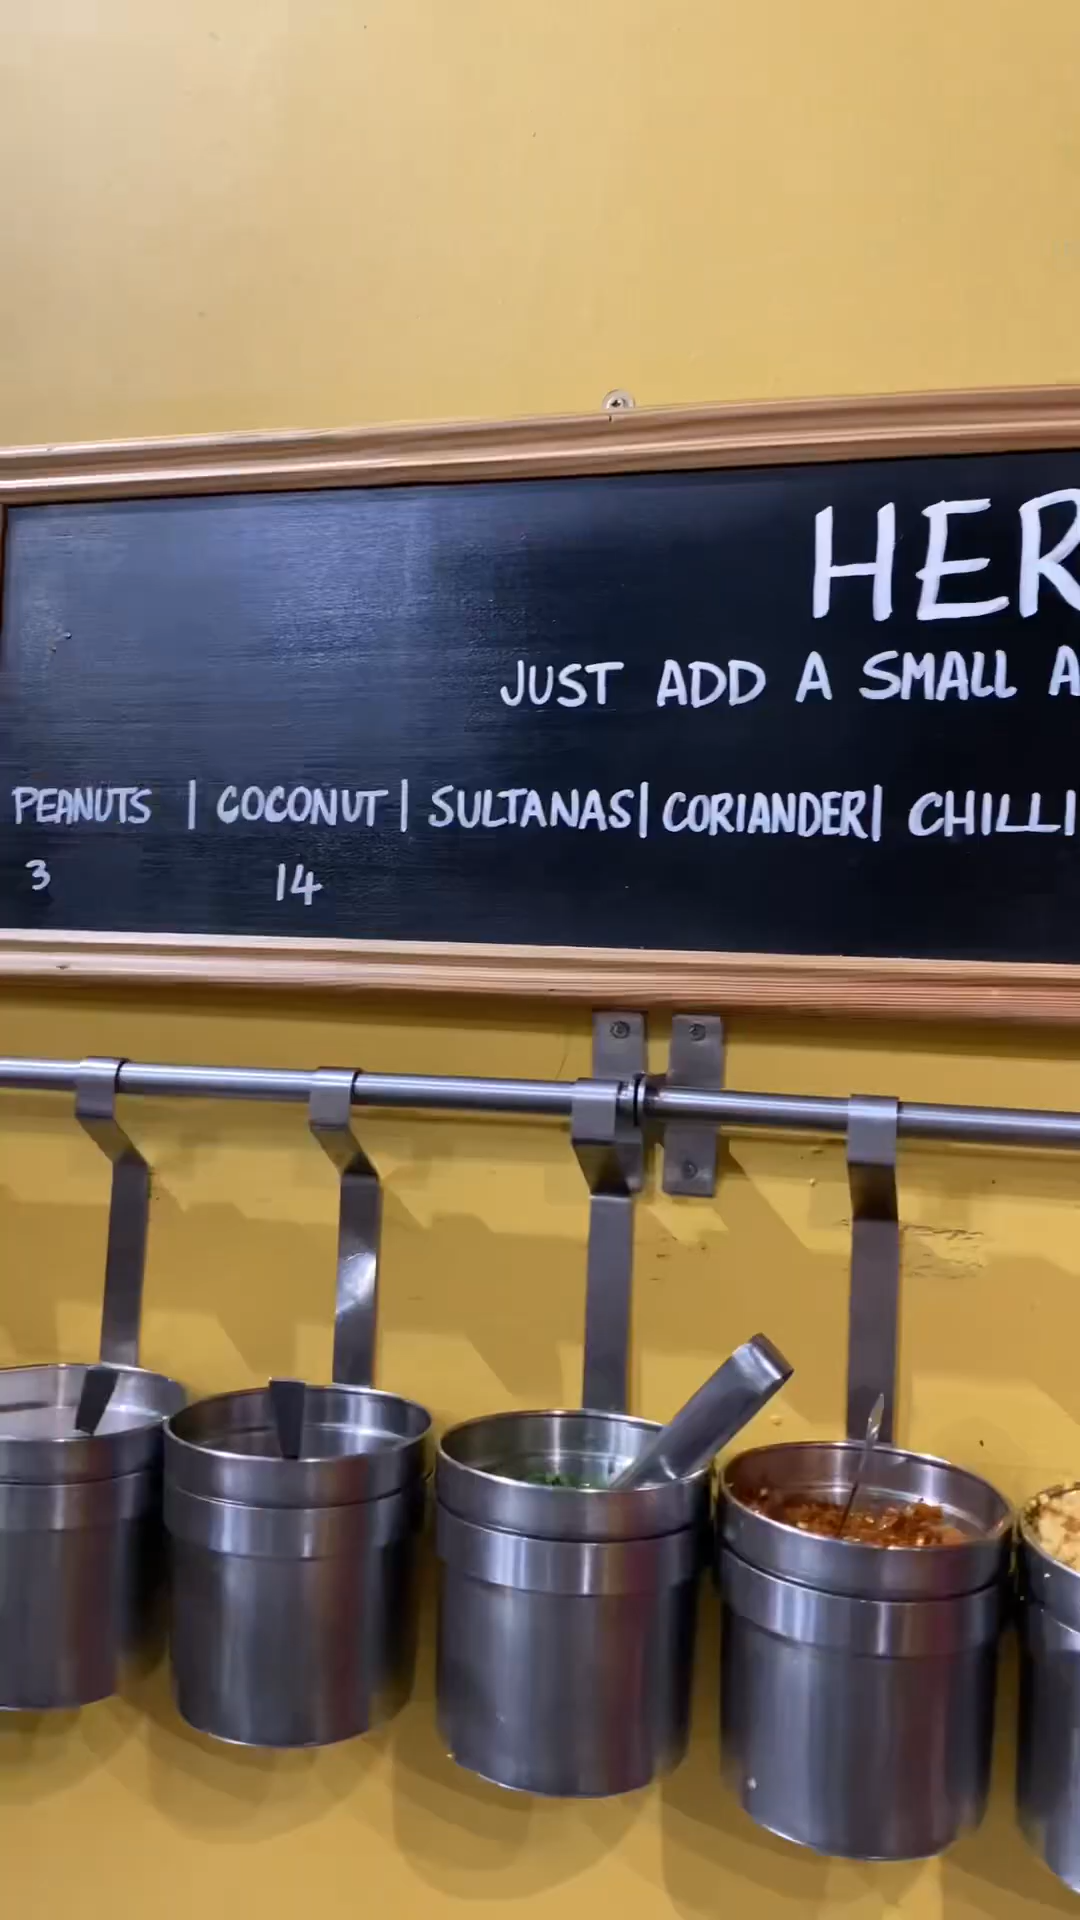 HER
JUST ADD A SMALL A
PEANUTS | COCONUT | SULTANAS | CORIANDER | CHILLI
3 14